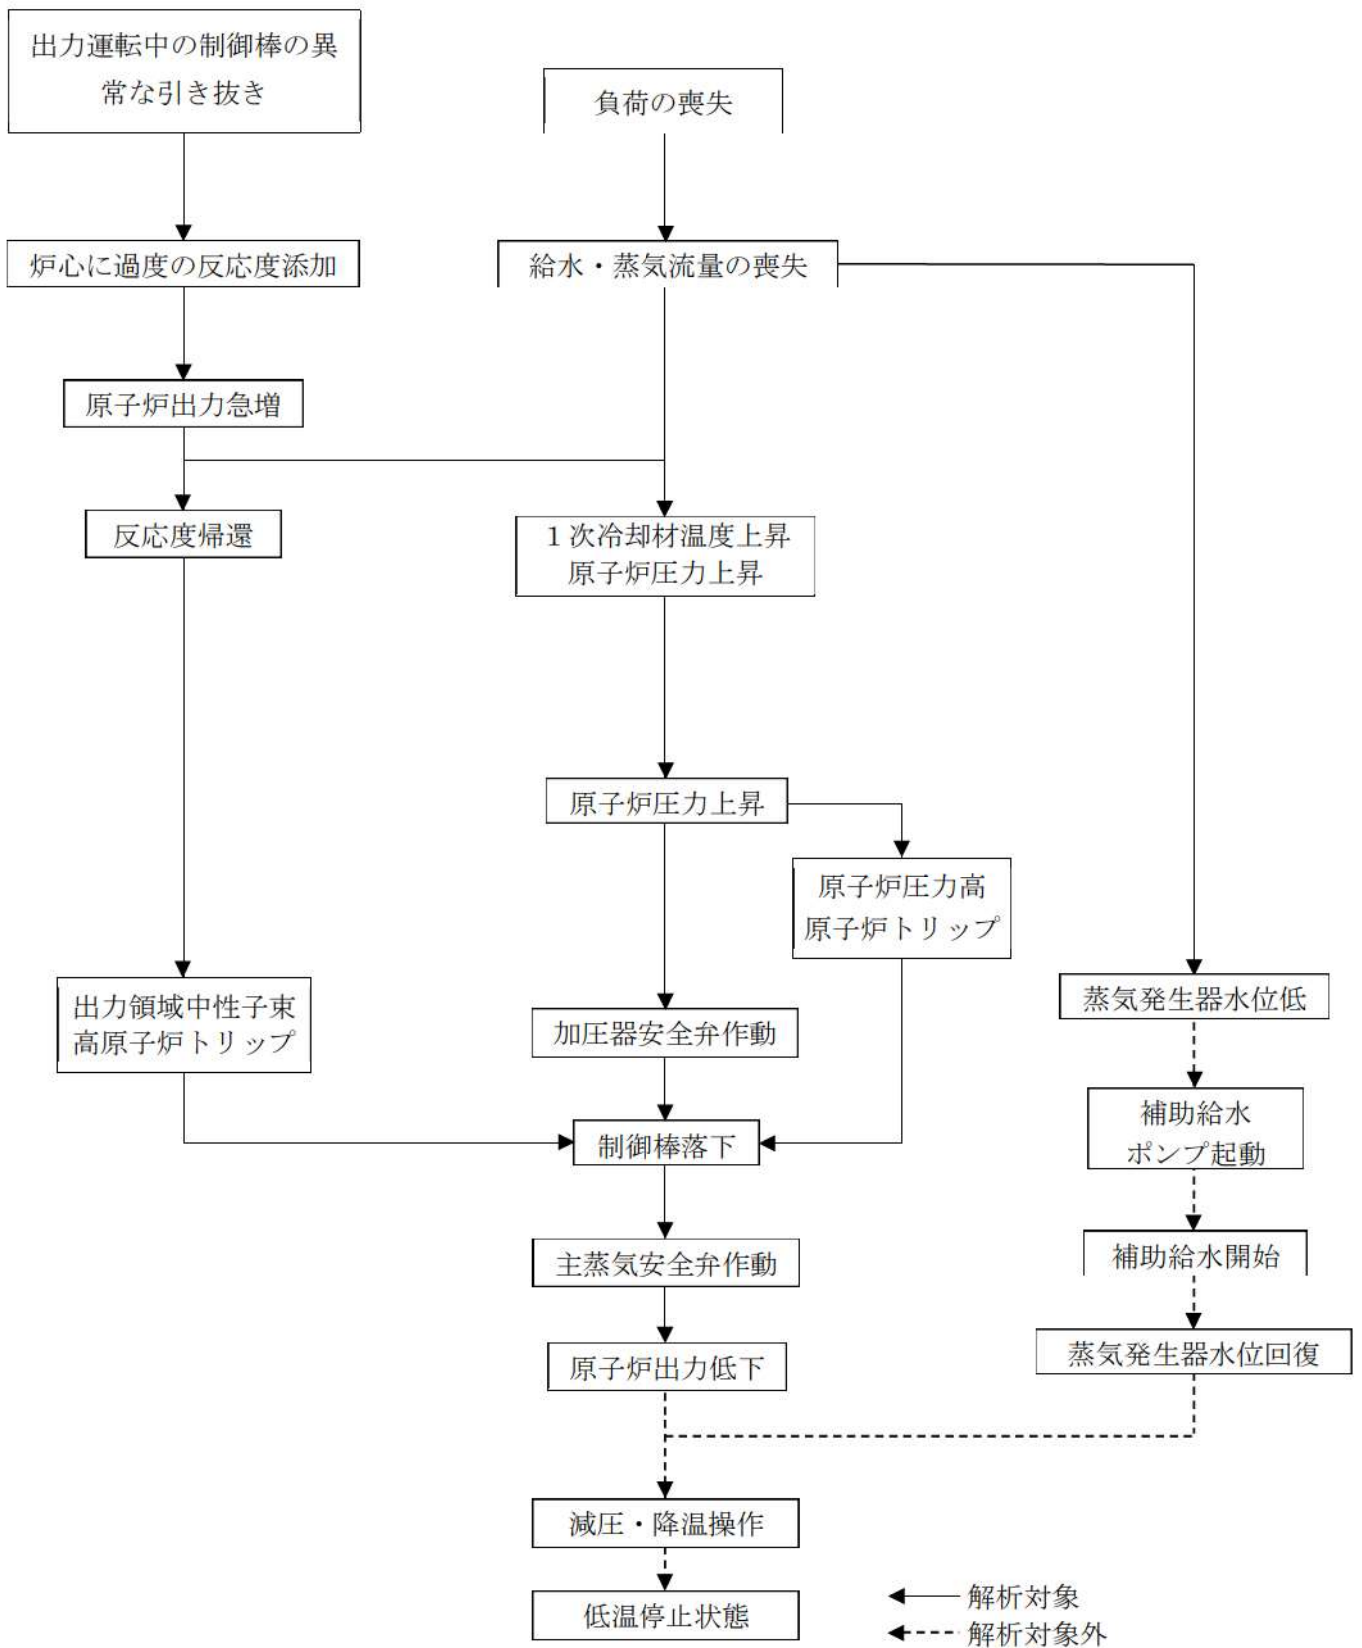 出力運転中の制御棒の異
常な引き抜き
負荷の喪失
炉心に過度の反応度添加
給水・蒸気流量の喪失
原子炉出力急増
反応度帰還
１次冷却材温度上昇
原子炉圧力上昇
原子炉圧力上昇
原子炉圧力高
原子炉トリップ
出力領域中性子束
高原子炉トリップ
加圧器安全弁作動
蒸気発生器水位低
制御棒落下
補助給水
ポンプ起動
主蒸気安全弁作動
補助給水開始
原子炉出力低下
蒸気発生器水位回復
減圧・降温操作
低温停止状態
解析対象
解析対象外